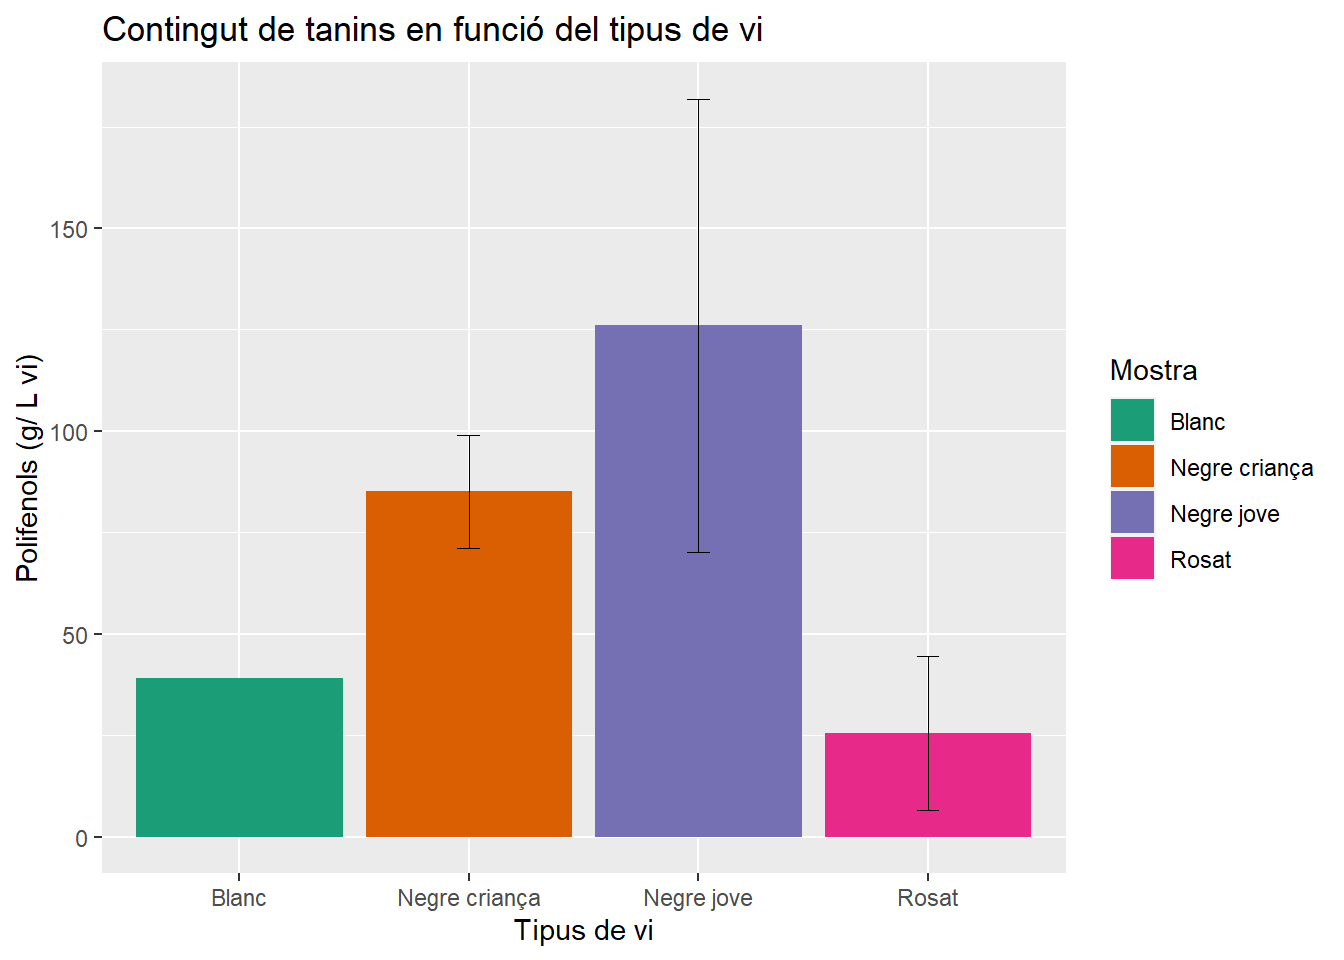 Contingut de tanins en funció del tipus de vi
Polifenols (g/ L vi)
150
100
50
0
Blanc
Negre criança
Negre jove
Rosat
Tipus de vi
Mostra
Blanc
Negre criança
Negre jove
Rosat